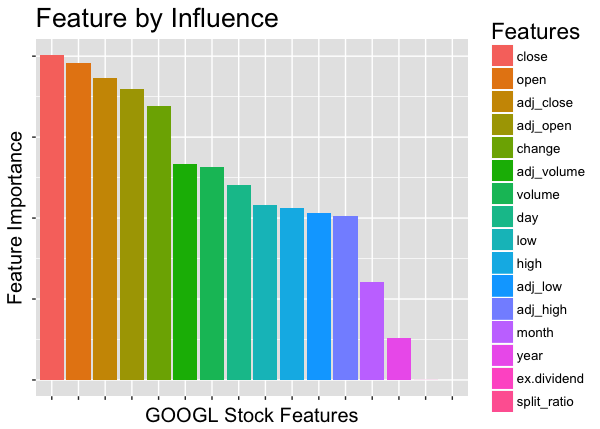 Feature by Influence
Feature Importance
GOOGL Stock Features
Features
close
open
adj_close
adj_open
change
adj_volume
volume
day
low
high
adj_low
adj_high
month
year
ex.dividend
split_ratio